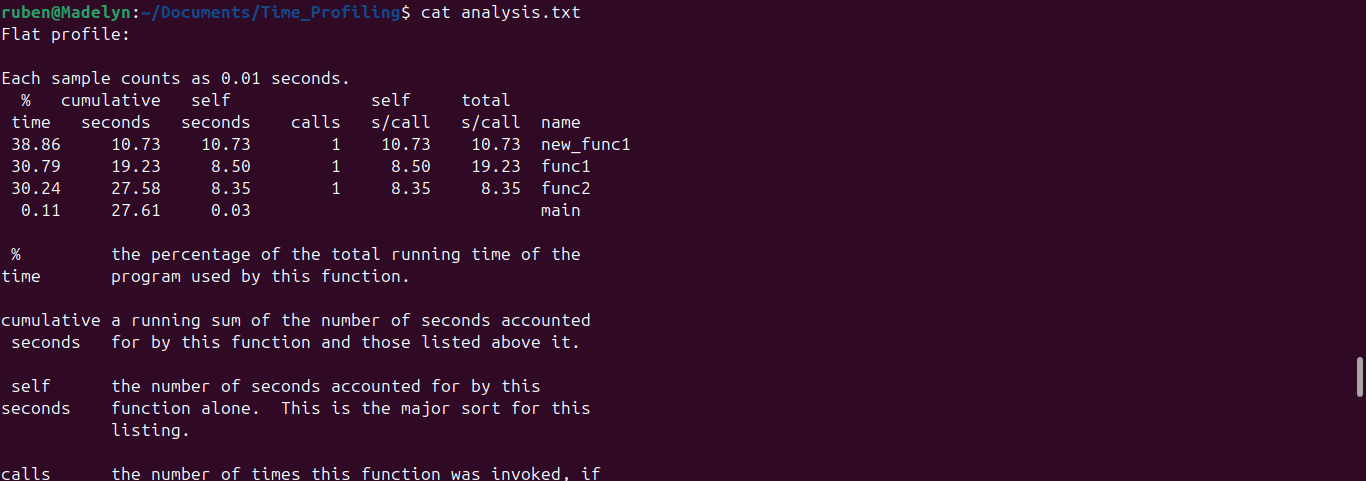 ruben@Madelyn:~/Documents/Time_Profiling$ cat analysis.txt
Flat profile:

Each sample counts as 0.01 seconds.
  %   cumulative   self              self     total
 time   seconds   seconds    calls   s/call   s/call  name
 38.86     10.73    10.73        1    10.73    10.73  new_func1
 30.79     19.23     8.50        1     8.50    19.23  func1
 30.24     27.58     8.35        1     8.35     8.35  func2
  0.11     27.61     0.03                             main

 %         the percentage of the total running time of the
time       program used by this function.

cumulative a running sum of the number of seconds accounted
 seconds   for by this function and those listed above it.

 self      the number of seconds accounted for by this
seconds    function alone.  This is the major sort for this
           listing.

calls      the number of times this function was invoked, if